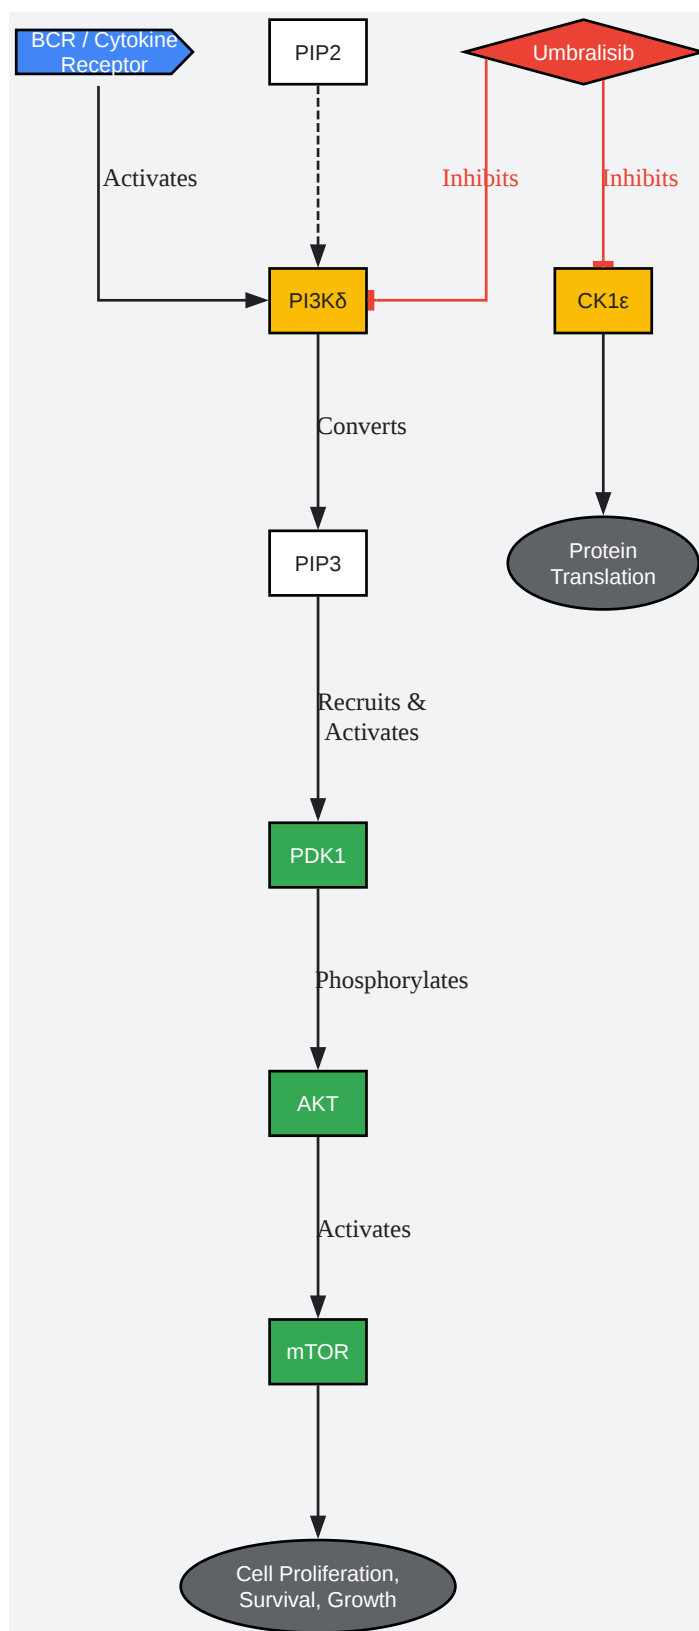 BCR / Cytokine
Receptor
PIP2
Umbralisib
Activates
Inhibits
Inhibits
PI3Kδ
CK1ε
Converts
PIP3
Protein
Translation
Recruits &
Activates
PDK1
Phosphorylates
AKT
Activates
mTOR
Cell Proliferation,
Survival, Growth